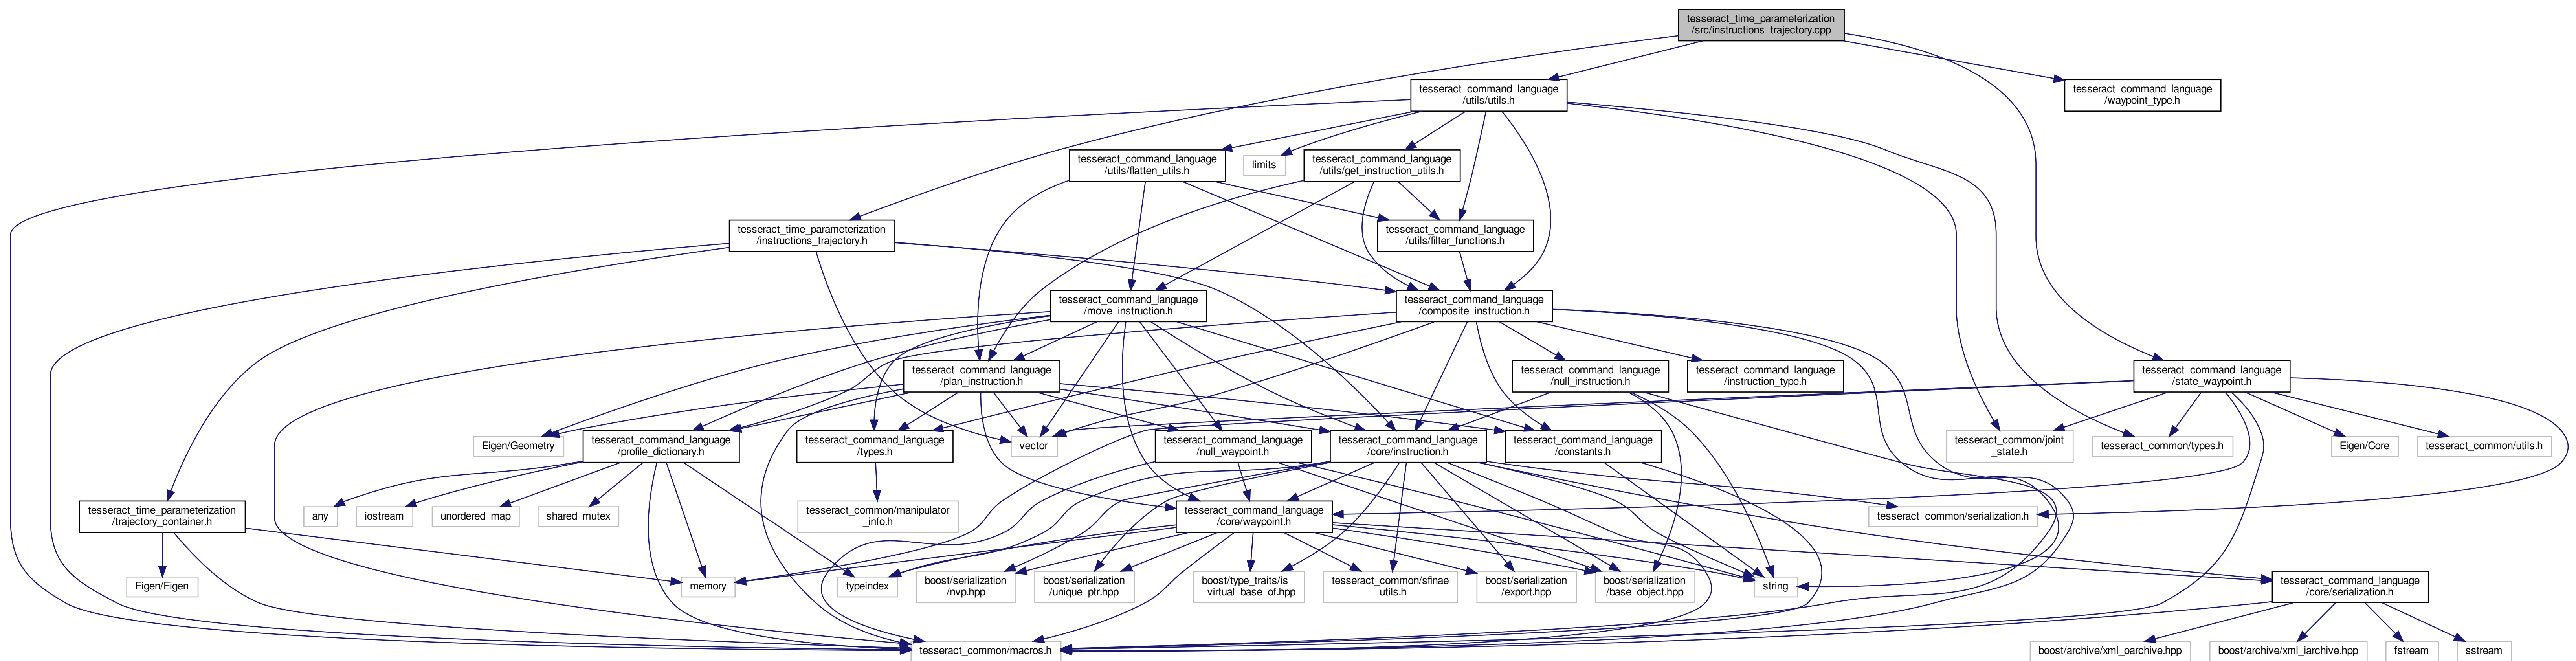 tesseract_time_parameterization
/src/instructions_trajectory.cpp
tesseract_command_language
/utils/utils.h
tesseract_command_language
/waypoint_type.h
tesseract_command_language
/utils/flatten_utils.h
limits
tesseract_command_language
/utils/get_instruction_utils.h
tesseract_time_parameterization
/instructions_trajectory.h
tesseract_command_language
/utils/filter_functions.h
tesseract_command_language
/move_instruction.h
tesseract_command_language
/composite_instruction.h
tesseract_command_language
/plan_instruction.h
tesseract_command_language
/null_instruction.h
tesseract_command_language
/instruction_type.h
tesseract_command_language
/state_waypoint.h
Eigen/Geometry
tesseract_command_language
/profile_dictionary.h
tesseract_command_language
/types.h
vector
tesseract_command_language
/null_waypoint.h
tesseract_command_language
/core/instruction.h
tesseract_command_language
/constants.h
tesseract_common/joint
_state.h
tesseract_common/types.h
Eigen/Core
tesseract_common/utils.h
tesseract_time_parameterization
/trajectory_container.h
any
iostream
unordered_map
shared_mutex
tesseract_common/manipulator
_info.h
tesseract_command_language
/core/waypoint.h
tesseract_common/serialization.h
Eigen/Eigen
memory
typeindex
boost/serialization
/nvp.hpp
boost/serialization
/unique_ptr.hpp
boost/type_traits/is
_virtual_base_of.hpp
tesseract_common/sfinae
_utils.h
boost/serialization
/export.hpp
boost/serialization
/base_object.hpp
string
tesseract_command_language
/core/serialization.h
tesseract_common/macros.h
boost/archive/xml_oarchive.hpp
boost/archive/xml_iarchive.hpp
fstream
sstream